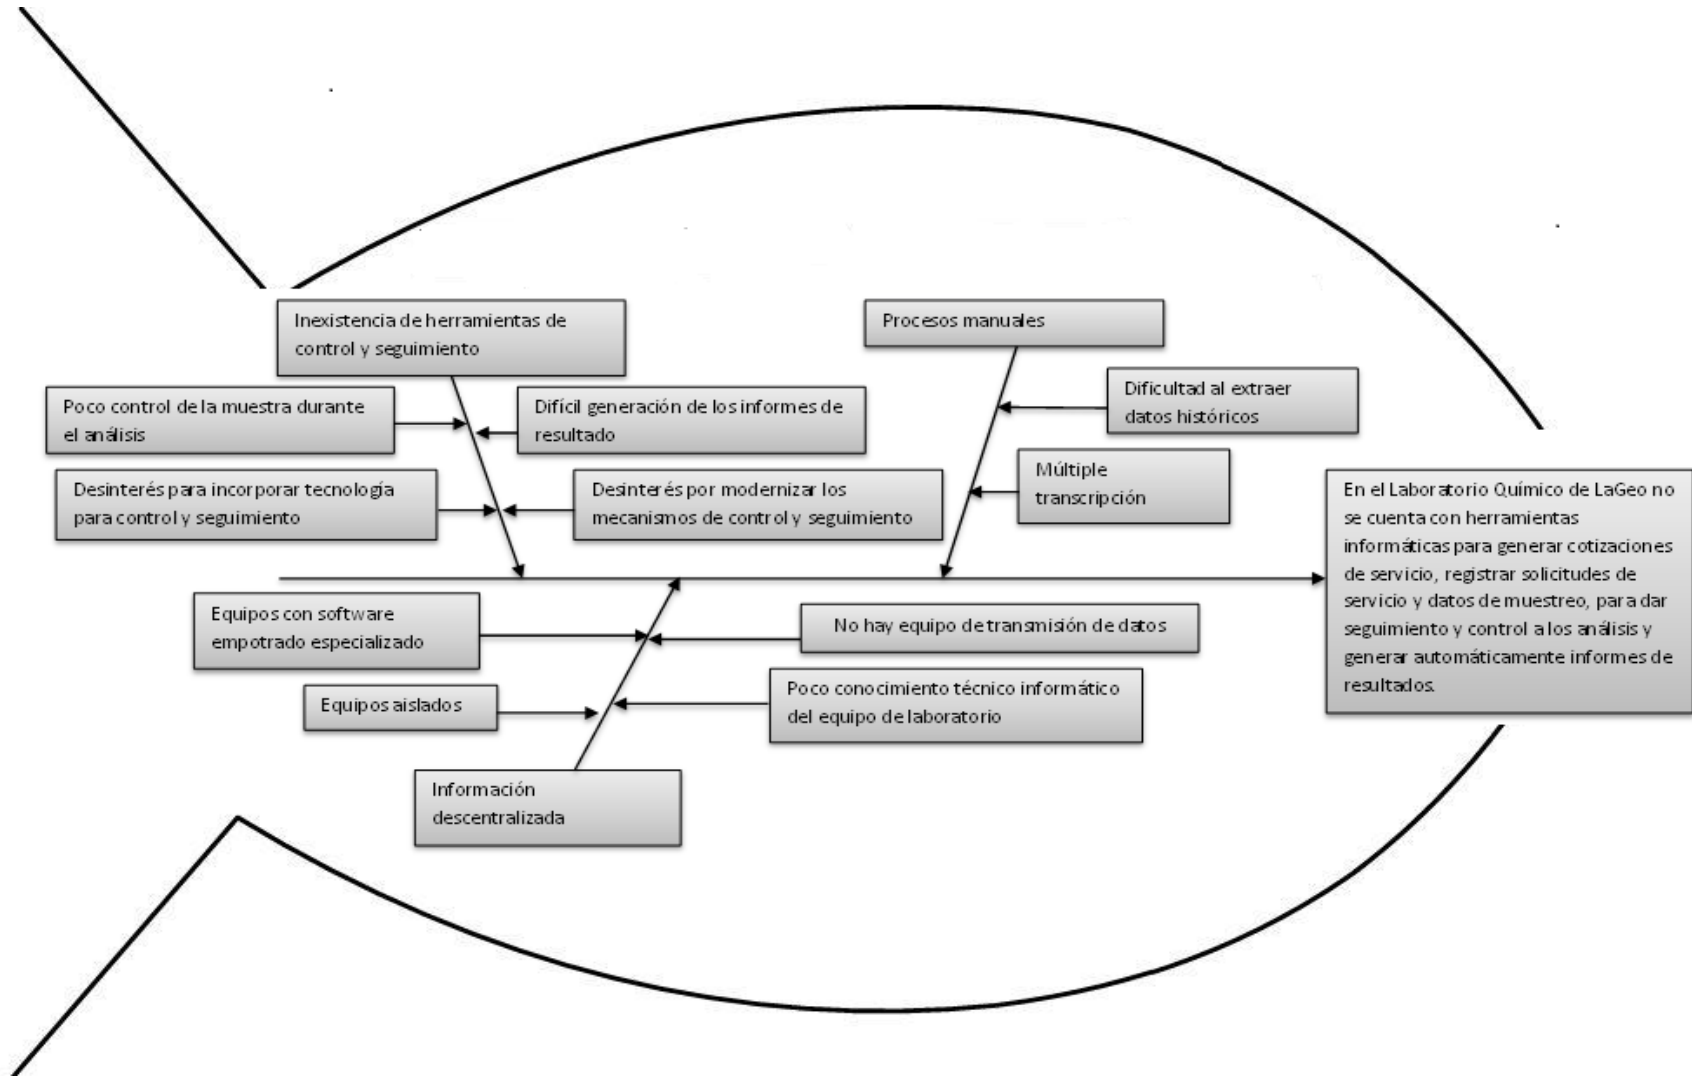 Inexistencia de herramientas de
control y seguimiento
Procesos manuales
Poco control de la muestra durante
el análisis
Difícil generación de los informes de
resultado
Dificultad al extraer
datos históricos
Desinterés para incorporar tecnología
para control y seguimiento
Desinterés por modernizar los
mecanismos de control y seguimiento
Múltiple
transcripción
En el Laboratorio Químico de LaGeo no
se cuenta con herramientas
informáticas para generar cotizaciones
de servicio, registrar solicitudes de
servicio y datos de muestreo, para dar
seguimiento y control a los análisis y
generar automáticamente informes de
resultados.
Equipos con software
empotrado especializado
No hay equipo de transmisión de datos
Equipos aislados
Poco conocimiento técnico informático
del equipo de laboratorio
Información
descentralizada